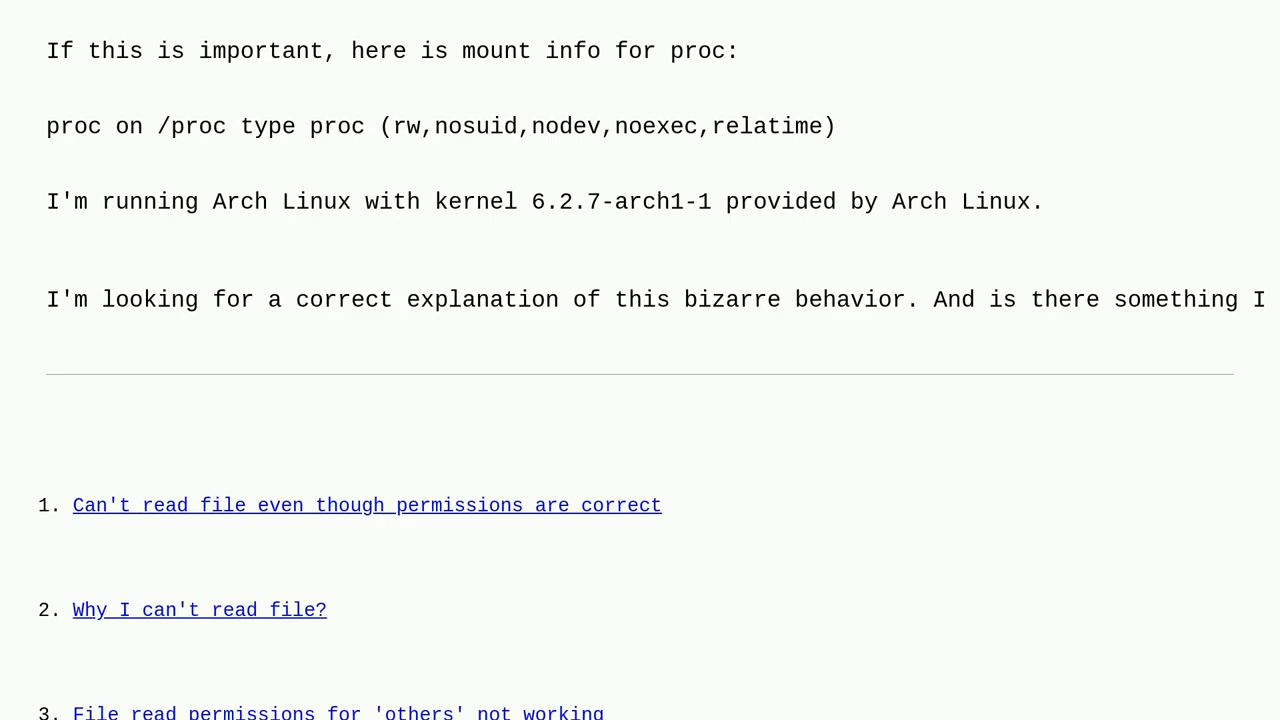 If this is important, here is mount info for proc:
proc on /proc type proc (rw,nosuid,nodev,noexec,relatime)
I'm running Arch Linux with kernel 6.2.7-arch1-1 provided by Arch Linux.
I'm looking for a correct explanation of this bizarre behavior. And is there something I
1. Can't read file even though permissions are correct
2. Why I can't read file?
3. File read permissions for 'others' not working